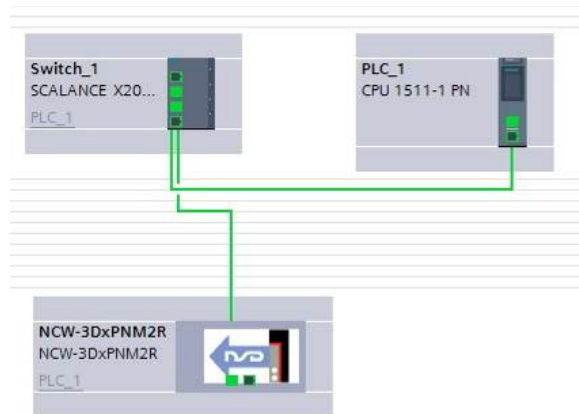 Switch_1
SCALANCE X20...
PLC_1
PLC_1
CPU 1511-1 PN
NCW-3DxPNM2R
NCW-3DxPNM2R
PLC_1